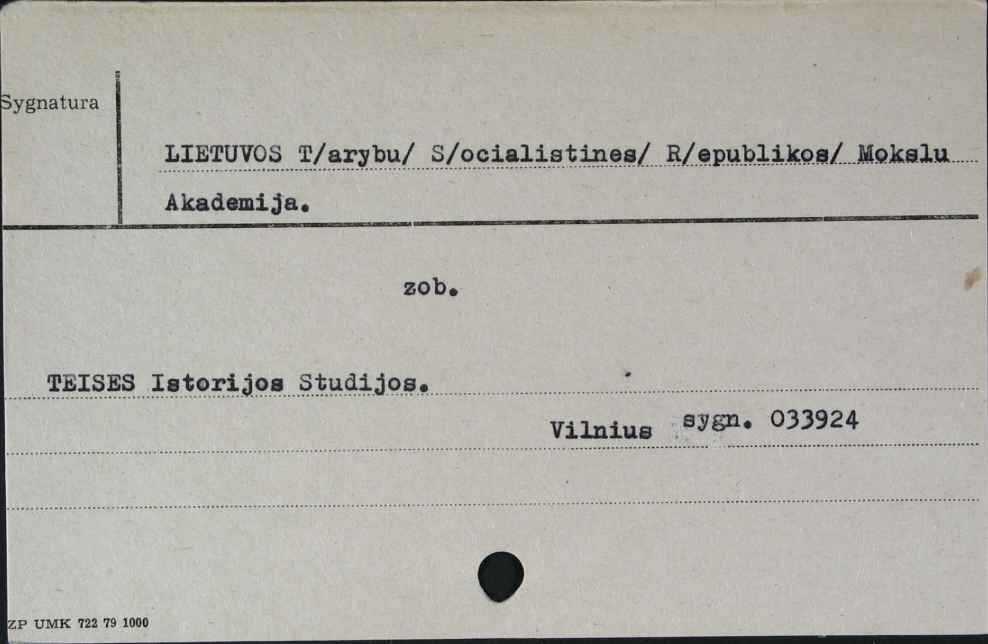 Sygnatura
LIETUVOS T/arybu/ S/ocialistines/ R/epublikos/ Mokslu
Akademija.
zob.
TEISES Istorijos Studijos.
Vilnius sygn. 033924
ZP UMK 722 79 1000